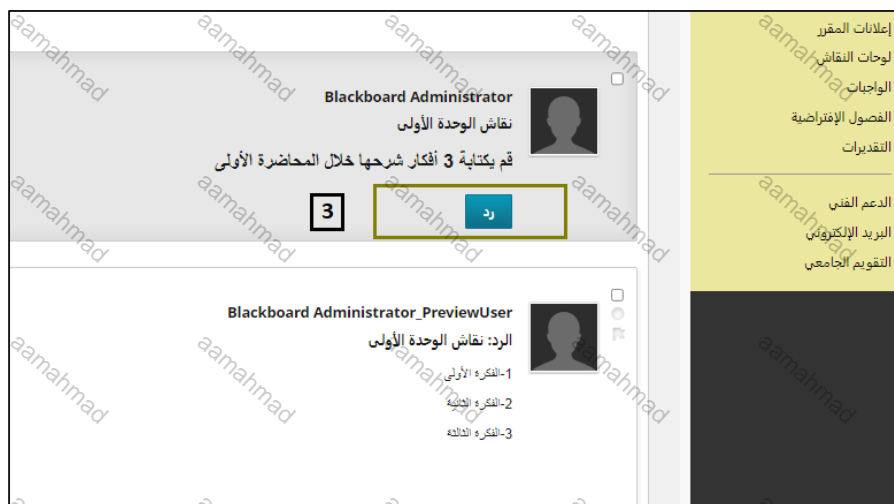 إعلانات المقرر
لوحات النقاش
الواجبات
الفصول الإفتراضية
التقديرات
الدعم الفني
البريد الإلكتروني
التقويم الجامعي
Blackboard Administrator
نقاش الوحدة الأولى
قم يكتابة 3 أفكار شرحها خلال المحاضرة الأولى
رد
3
Blackboard Administrator_PreviewUser
الرد: نقاش الوحدة الأولى
1-الفكرة الأولى
2-الفكرة الثانية
3-الفكرة الثالثة
aamahmad